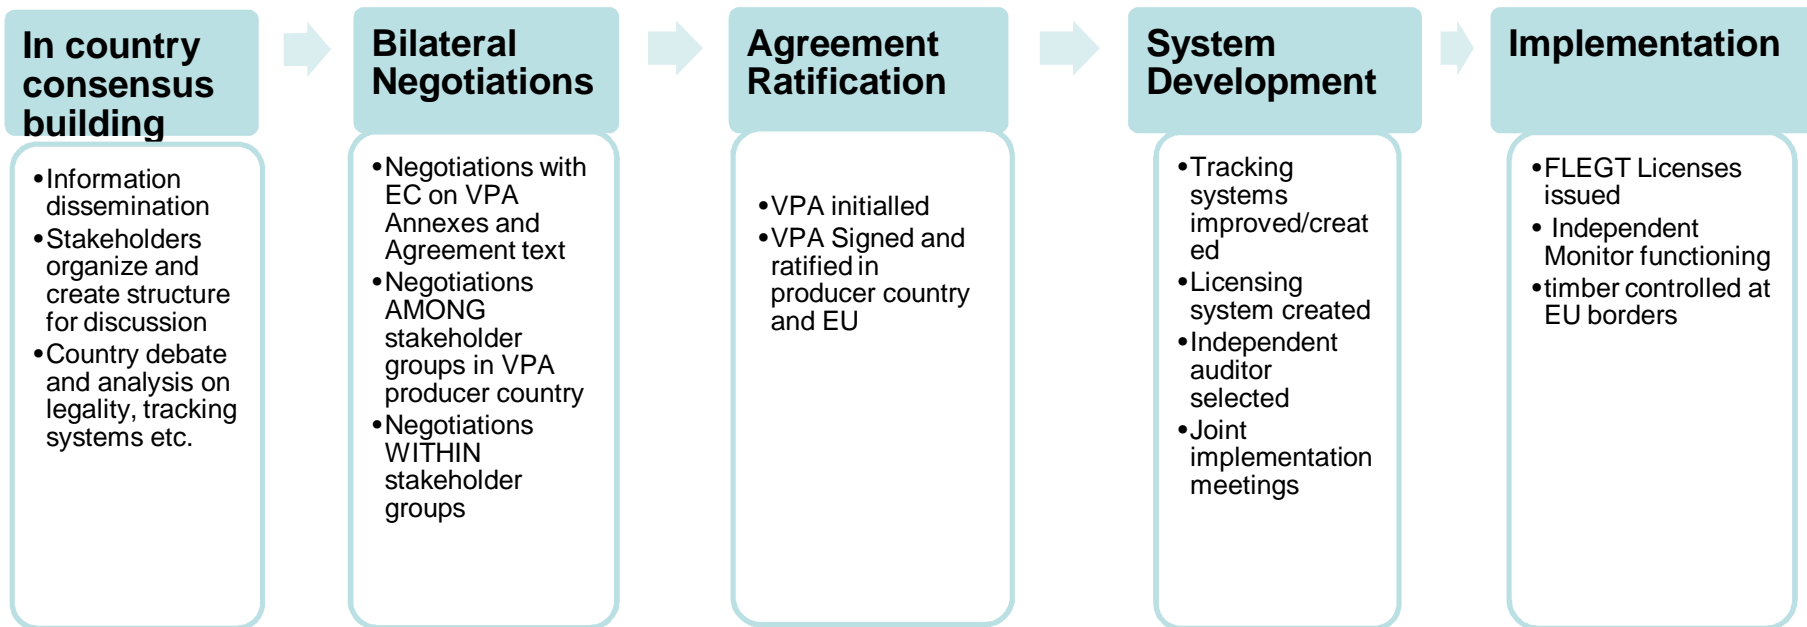 In country
consensus
building
•Information
dissemination
•Stakeholders
organize and
create structure
for discussion
•Country debate
and analysis on
legality, tracking
systems etc.
Bilateral
Negotiations
•Negotiations with
EC on VPA
Annexes and
Agreement text
•Negotiations
AMONG
stakeholder
groups in VPA
producer country
•Negotiations
WITHIN
stakeholder
groups
Agreement
Ratification
•VPA initialled
•VPA Signed and
ratified in
producer country
and EU
System
Development
•Tracking
systems
improved/creat
ed
•Licensing
system created
•Independent
auditor
selected
•Joint
implementation
meetings
Implementation
•FLEGT Licenses
issued
• Independent
Monitor functioning
•timber controlled at
EU borders